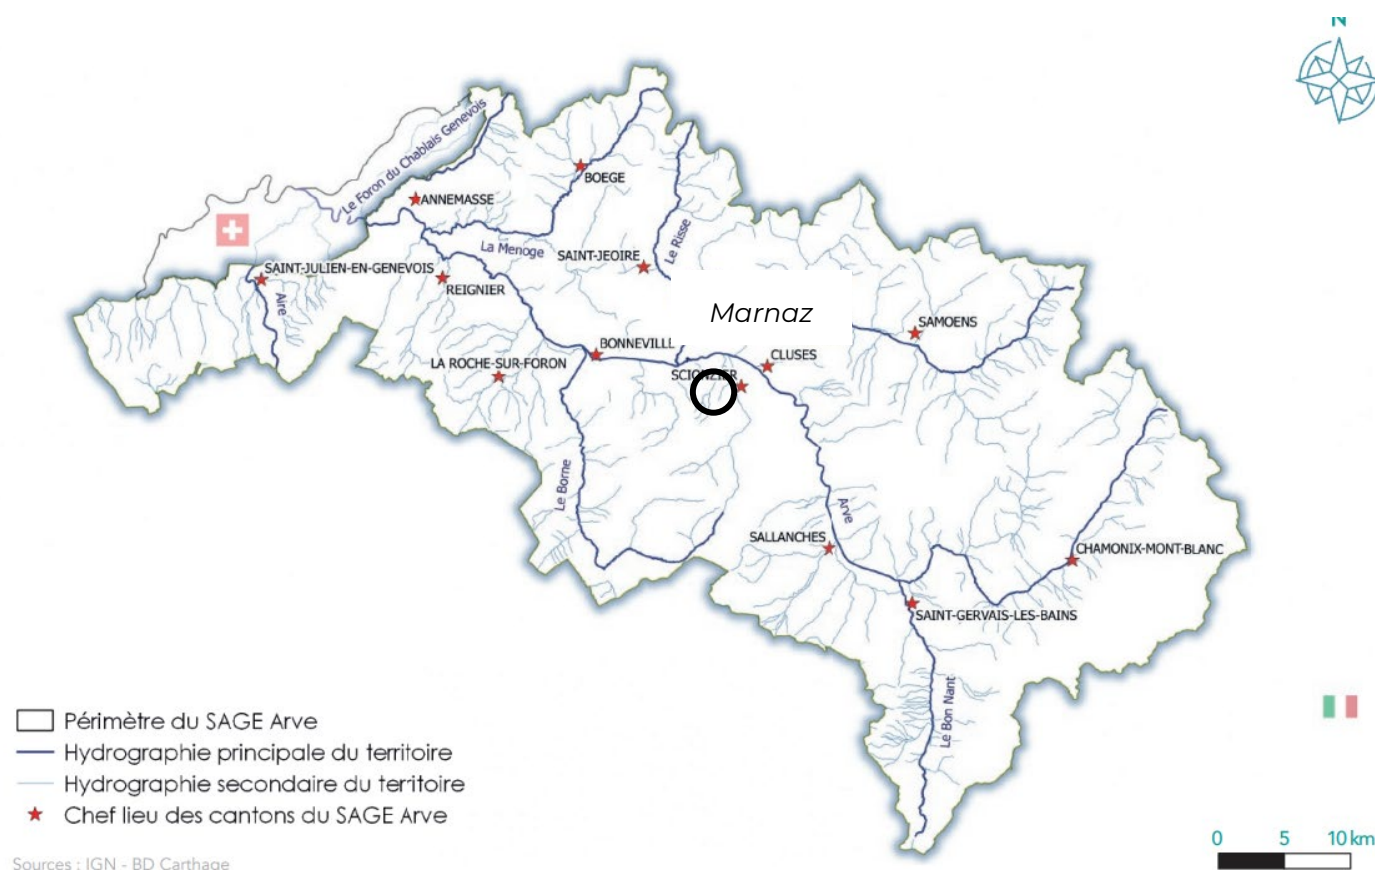 N
Le Foron du Chablais Genevois
BOEGE
ANNEMASSE
Le Risse
La Menoge
SAINT-JEOIRE
SAINT-JULIEN-EN-GENEVOIS
REIGNIER
Aire
Marnaz
SAMOENS
BONNEVILLE
CLUSES
LA ROCHE-SUR-FORON
SCIONZIER
Le Borne
Arve
SALLANCHES
CHAMONIX-MONT-BLANC
SAINT-GERVAIS-LES-BAINS
Le Bon Nant
Périmètre du SAGE Arve
Hydrographie principale du territoire
Hydrographie secondaire du territoire
Chef lieu des cantons du SAGE Arve
0 5 10 km
Sources : IGN - BD Carthage